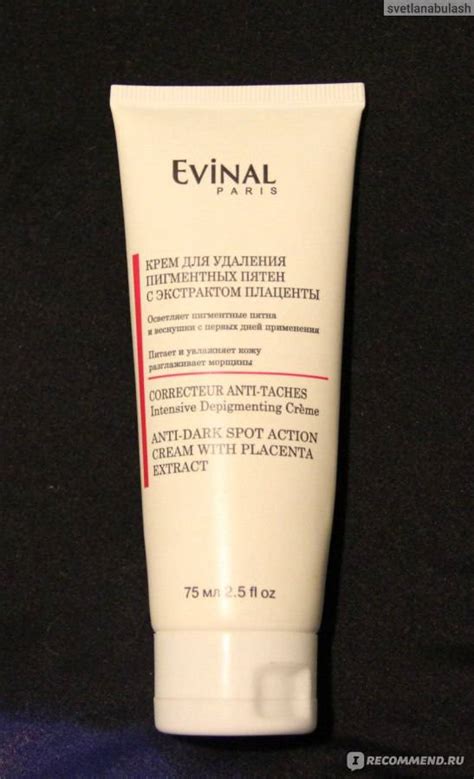 svetlanabulash
EViNAL
PARIS
КРЕМ ДЛЯ УДАЛЕНИЯ
ПИГМЕНТНЫХ ПЯТЕН
С ЭКСТРАКТОМ ПЛАЦЕНТЫ
Осветляет пигментные пятна
и веснушки с первых дней применения
Питает и увлажняет кожу
разглаживает морщины
CORRECTEUR ANTI-TACHES
Intensive Depigmenting Crème
ANTI-DARK SPOT ACTION
CREAM WITH PLACENTA
EXTRACT
75 мл 2.5 fl oz
IRECOMMEND.RU